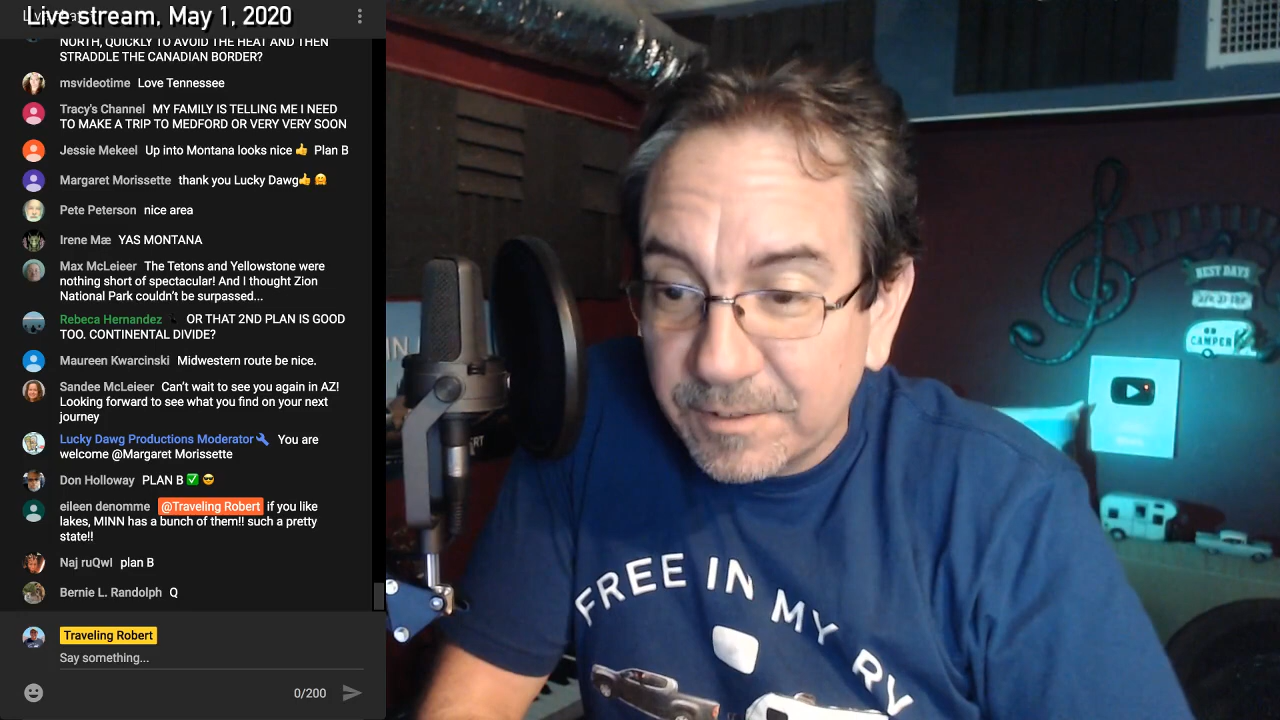 Live stream, May 1, 2020
NORTH, QUICKLY TO AVOID THE HEAT AND THEN
STRADDLE THE CANADIAN BORDER?
msvideotime Love Tennessee
Tracy's Channel MY FAMILY IS TELLING ME I NEED
TO MAKE A TRIP TO MEDFORD OR VERY VERY SOON
Jessie Mekeel Up into Montana looks nice 👍 Plan B
Margaret Morissette thank you Lucky Dawg👍🤗
Pete Peterson nice area
Irene Mæ YAS MONTANA
Max McLeieer The Tetons and Yellowstone were
nothing short of spectacular! And I thought Zion
National Park couldn't be surpassed...
Rebeca Hernandez OR THAT 2ND PLAN IS GOOD
TOO. CONTINENTAL DIVIDE?
Maureen Kwarcinski Midwestern route be nice.
Sandee McLeieer Can't wait to see you again in AZ!
Looking forward to see what you find on your next
journey
Lucky Dawg Productions Moderator You are
welcome @Margaret Morissette
Don Holloway PLAN B ✅ 😎
eileen denomme @Traveling Robert if you like
lakes, MINN has a bunch of them!! such a pretty
state!!
Naj ruQwI plan B
Bernie L. Randolph Q
Traveling Robert
Say something...
0/200
BEST DAYS
CAMPER
FREE IN MY RV